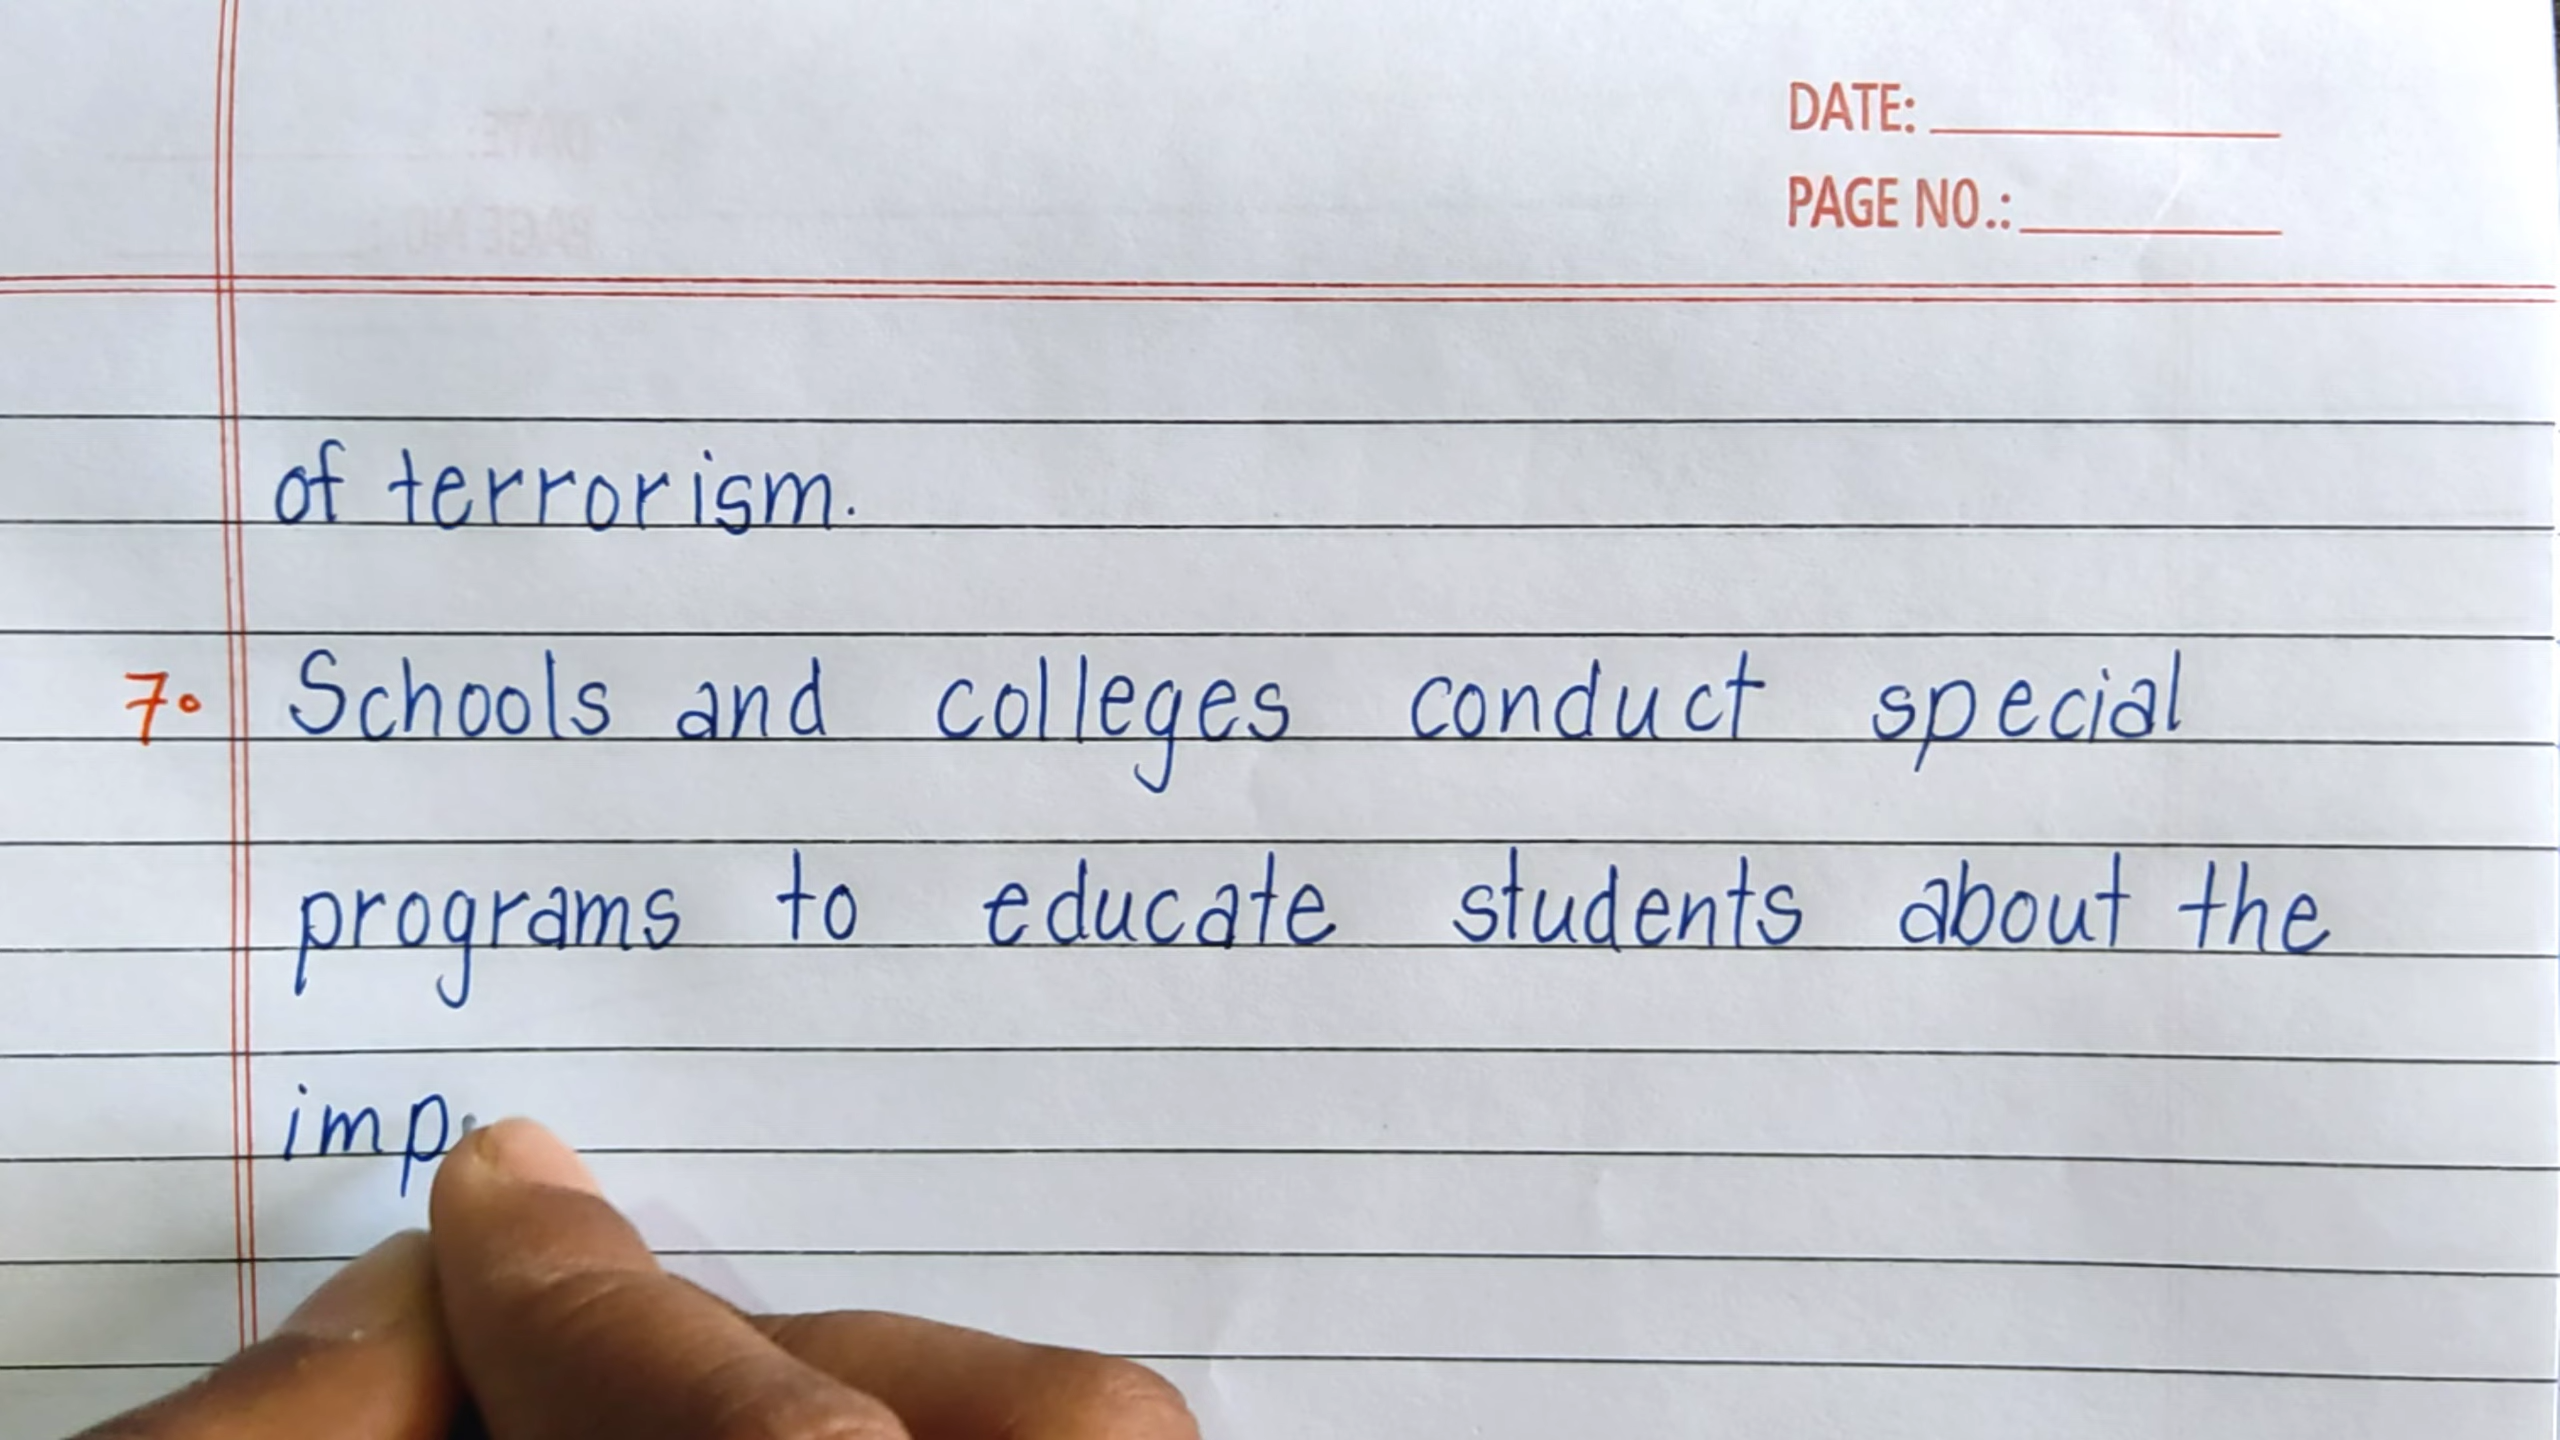 DATE:
PAGE NO.:
of terrorism.
7. Schools and colleges conduct special
programs to educate students about the
imp